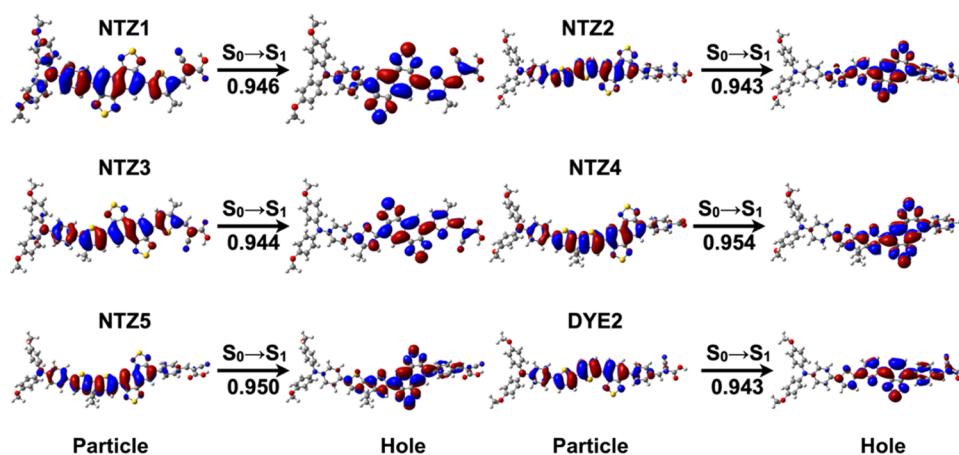 NTZ1
S₀→S₁
0.946
NTZ2
S₀→S₁
0.943
NTZ3
S₀→S₁
0.944
NTZ4
S₀→S₁
0.954
NTZ5
S₀→S₁
0.950
DYE2
S₀→S₁
0.943
Particle Hole Particle Hole